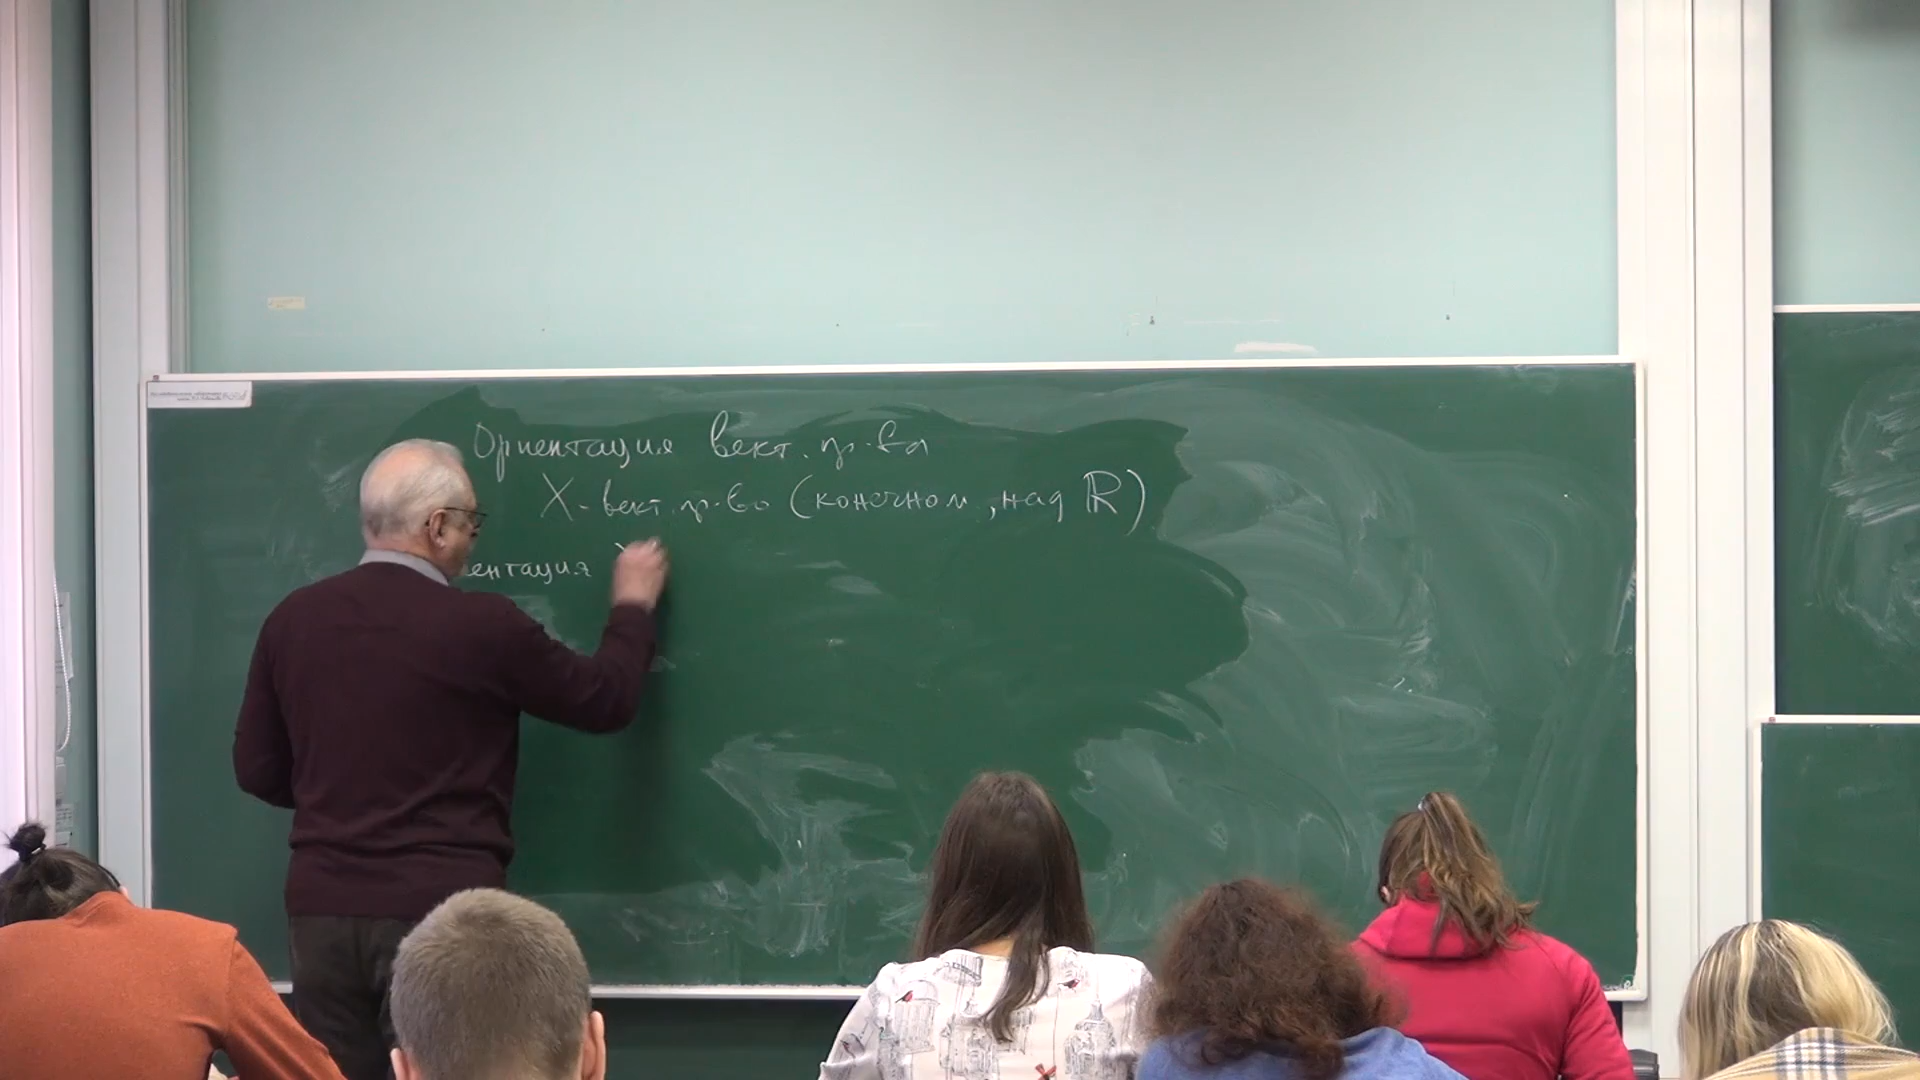 Ориентация вект. пр-ва
X - вект. пр-во (конечном., над ℝ)
ентация